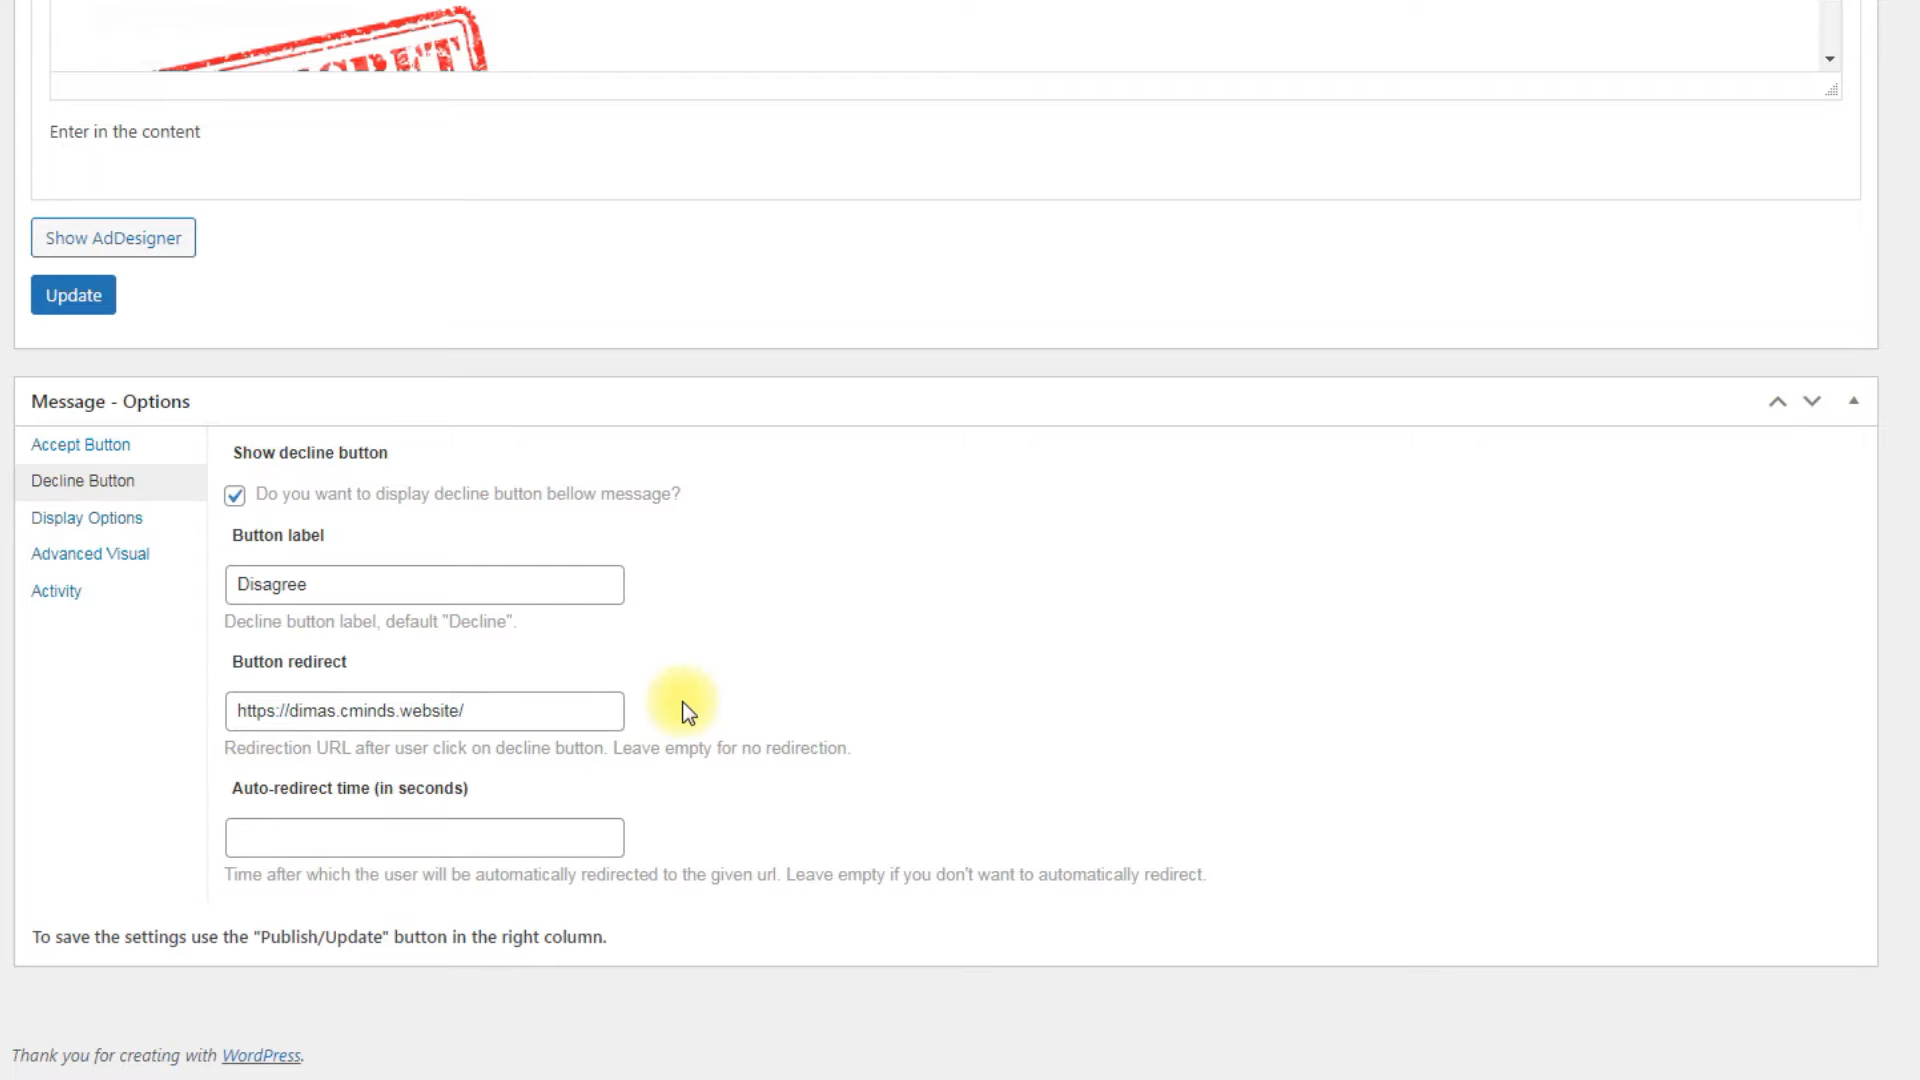 Enter in the content
Show AdDesigner
Update
Message - Options
Accept Button
Decline Button
Display Options
Advanced Visual
Activity
Show decline button
Do you want to display decline button bellow message?
Button label
Disagree
Decline button label, default "Decline".
Button redirect
https://dimas.cminds.website/
Redirection URL after user click on decline button. Leave empty for no redirection.
Auto-redirect time (in seconds)
Time after which the user will be automatically redirected to the given url. Leave empty if you don't want to automatically redirect.
To save the settings use the "Publish/Update" button in the right column.
Thank you for creating with WordPress.